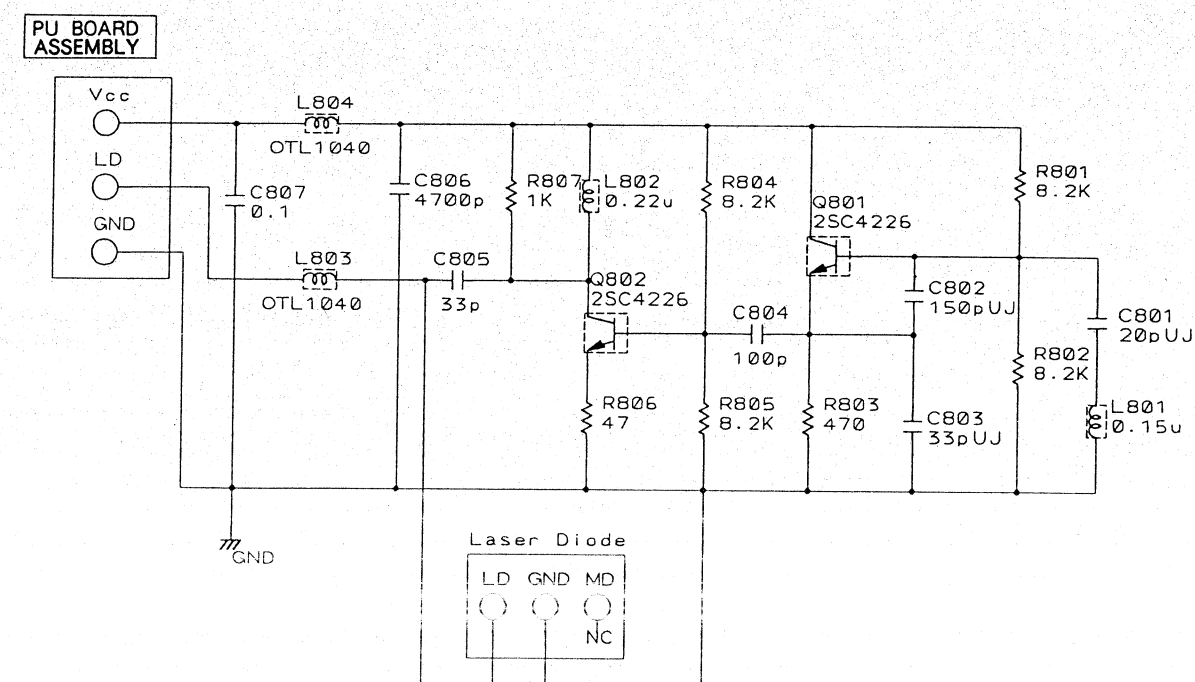 PU BOARD
ASSEMBLY
Vcc
LD
GND
L804
OTL1040
C807
0.1
C806
4700p
R807
1K
L802
0.22u
R804
8.2K
Q801
2SC4226
R801
8.2K
L803
OTL1040
C805
33p
Q802
2SC4226
C804
100p
C802
150pUJ
C801
20pUJ
R802
8.2K
R806
47
R805
8.2K
R803
470
C803
33pUJ
L801
0.15u
GND
Laser Diode
LD GND MD
NC